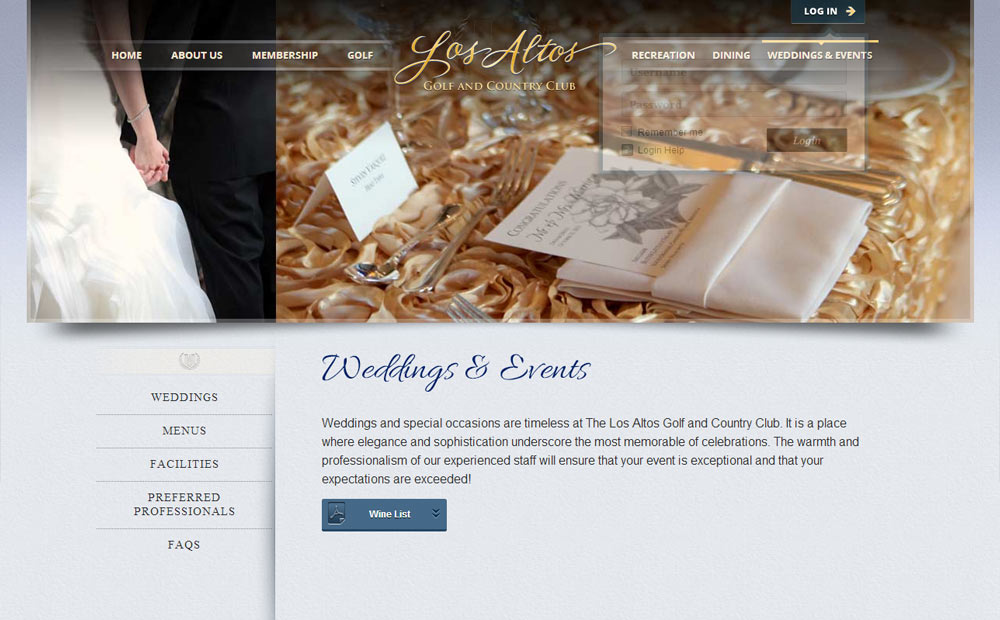 LOG IN
HOME ABOUT US MEMBERSHIP GOLF
Los Altos
GOLF AND COUNTRY CLUB
RECREATION DINING WEDDINGS & EVENTS
Username
Password
Remember me
Login
Login Help
CONGRATULATIONS
Mr. & Mrs.
WEDDINGS
MENUS
FACILITIES
PREFERRED
PROFESSIONALS
FAQS
Weddings & Events
Weddings and special occasions are timeless at The Los Altos Golf and Country Club. It is a place
where elegance and sophistication underscore the most memorable of celebrations. The warmth and
professionalism of our experienced staff will ensure that your event is exceptional and that your
expectations are exceeded!
Wine List